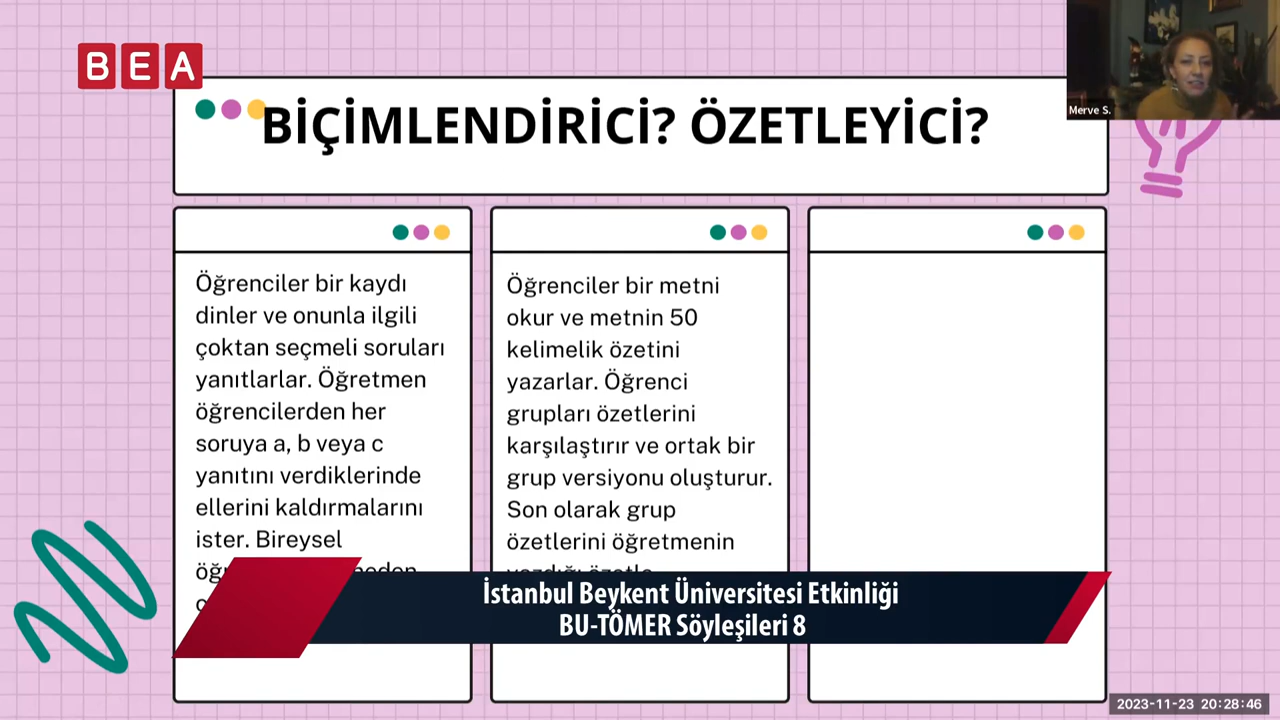 BEA
BİÇİMLENDİRİCİ? ÖZETLEYİCİ?
Merve S.
Öğrenciler bir kaydı
dinler ve onunla ilgili
çoktan seçmeli soruları
yanıtlarlar. Öğretmen
öğrencilerden her
soruya a, b veya c
yanıtını verdiklerinde
ellerini kaldırmalarını
ister. Bireysel
Öğrenciler bir metni
okur ve metnin 50
kelimelik özetini
yazarlar. Öğrenci
grupları özetlerini
karşılaştırır ve ortak bir
grup versiyonu oluşturur.
Son olarak grup
özetlerini öğretmenin
İstanbul Beykent Üniversitesi Etkinliği
BU-TÖMER Söyleşileri 8
2023-11-23 20:28:46